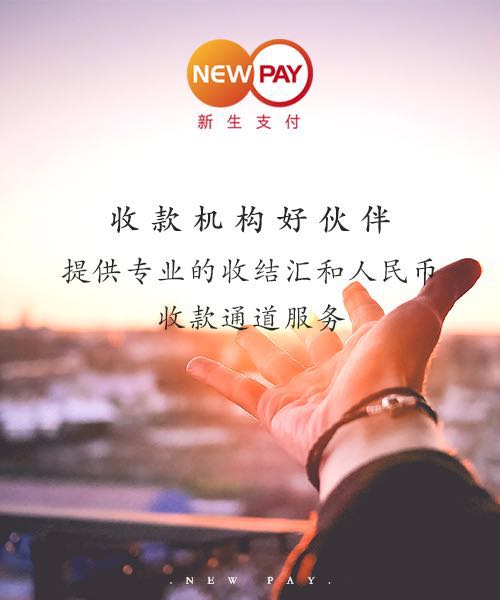 NEW PAY
新生支付
收款机构好伙伴
提供专业的收结汇和人民币
收款通道服务
. NEW PAY .